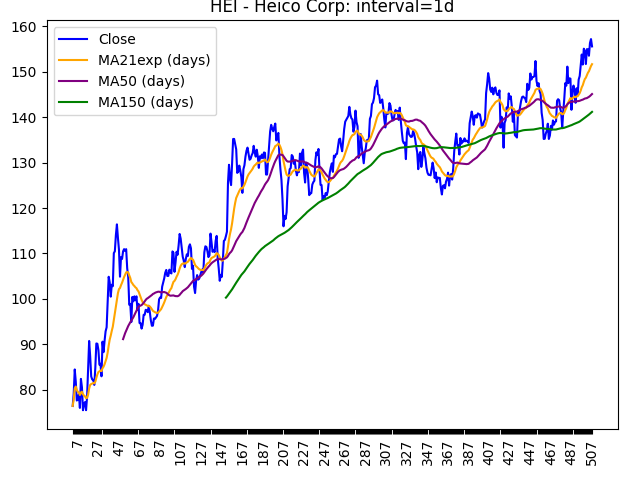 HEI - Heico Corp: interval=1d
Close
MA21exp (days)
MA50 (days)
MA150 (days)
160
150
140
130
120
110
100
90
80
7 27 47 67 87 107 127 147 167 187 207 227 247 267 287 307 327 347 367 387 407 427 447 467 487 507